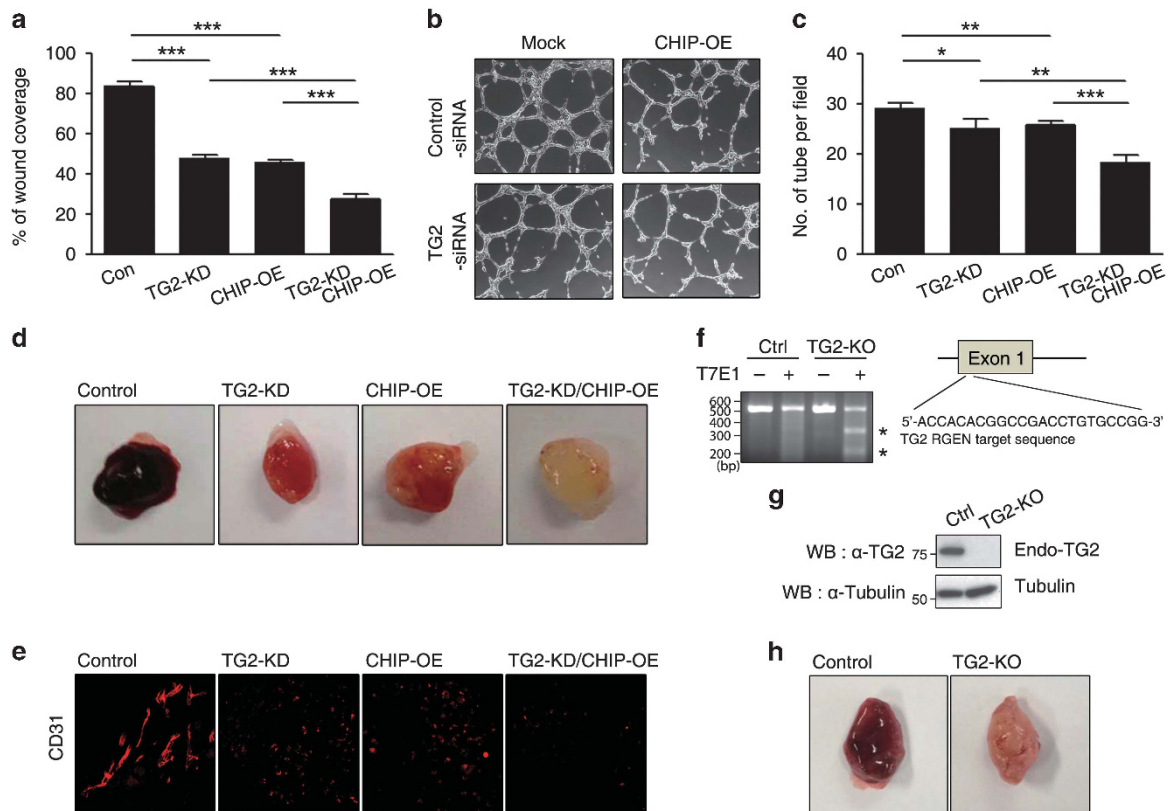 a
*** 
***
***
***
% of wound coverage
100
80
60
40
20
0
Con
TG2-KD
CHIP-OE
TG2-KD
CHIP-OE
b
Mock
CHIP-OE
Control
-siRNA
TG2
-siRNA
c
**
*
**
***
No. of tube per field
40
30
20
10
0
Con
TG2-KD
CHIP-OE
TG2-KD
CHIP-OE
d
Control
TG2-KD
CHIP-OE
TG2-KD/CHIP-OE
e
Control
TG2-KD
CHIP-OE
TG2-KD/CHIP-OE
CD31
f
Ctrl
TG2-KO
T7E1
− + − +
600
500
400
300
200
(bp)
*
*
Exon 1
5'-ACCACACGGCCGACCTGTGCCGG-3'
TG2 RGEN target sequence
g
Ctrl
TG2-KO
WB : α-TG2
75
Endo-TG2
WB : α-Tubulin
50
Tubulin
h
Control
TG2-KO